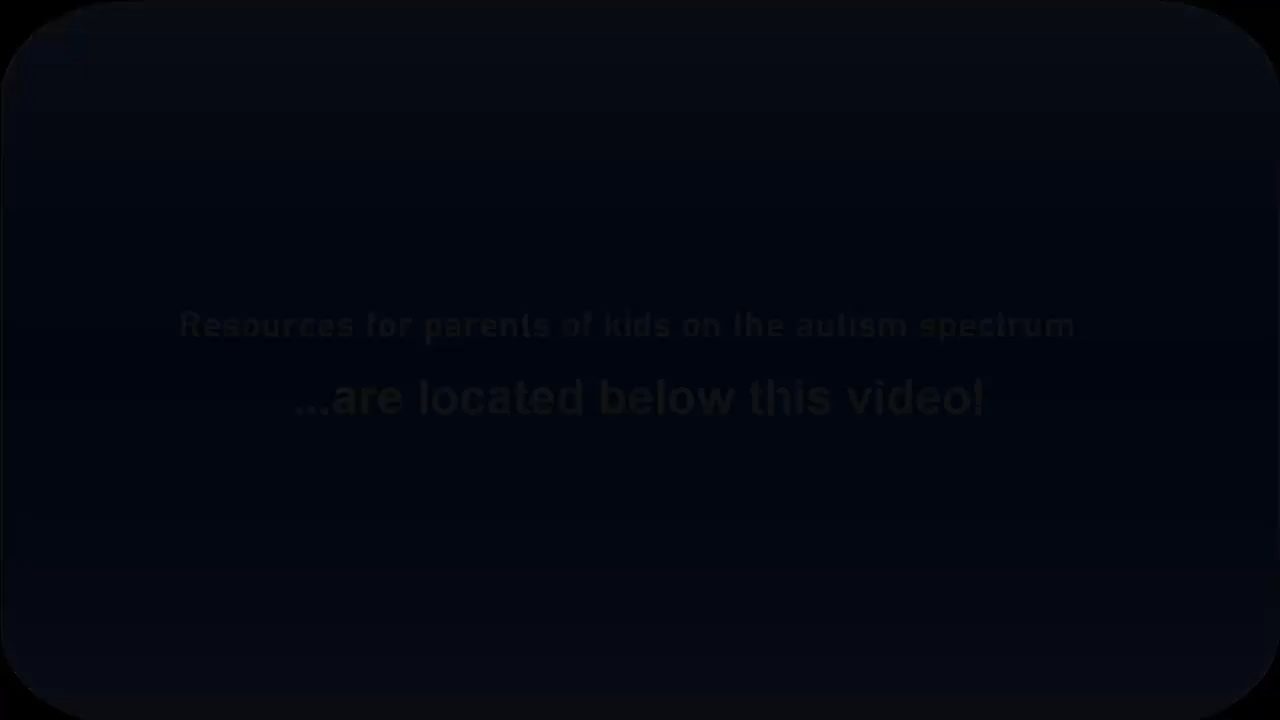 Resources for parents of kids on the autism spectrum
...are located below this video!